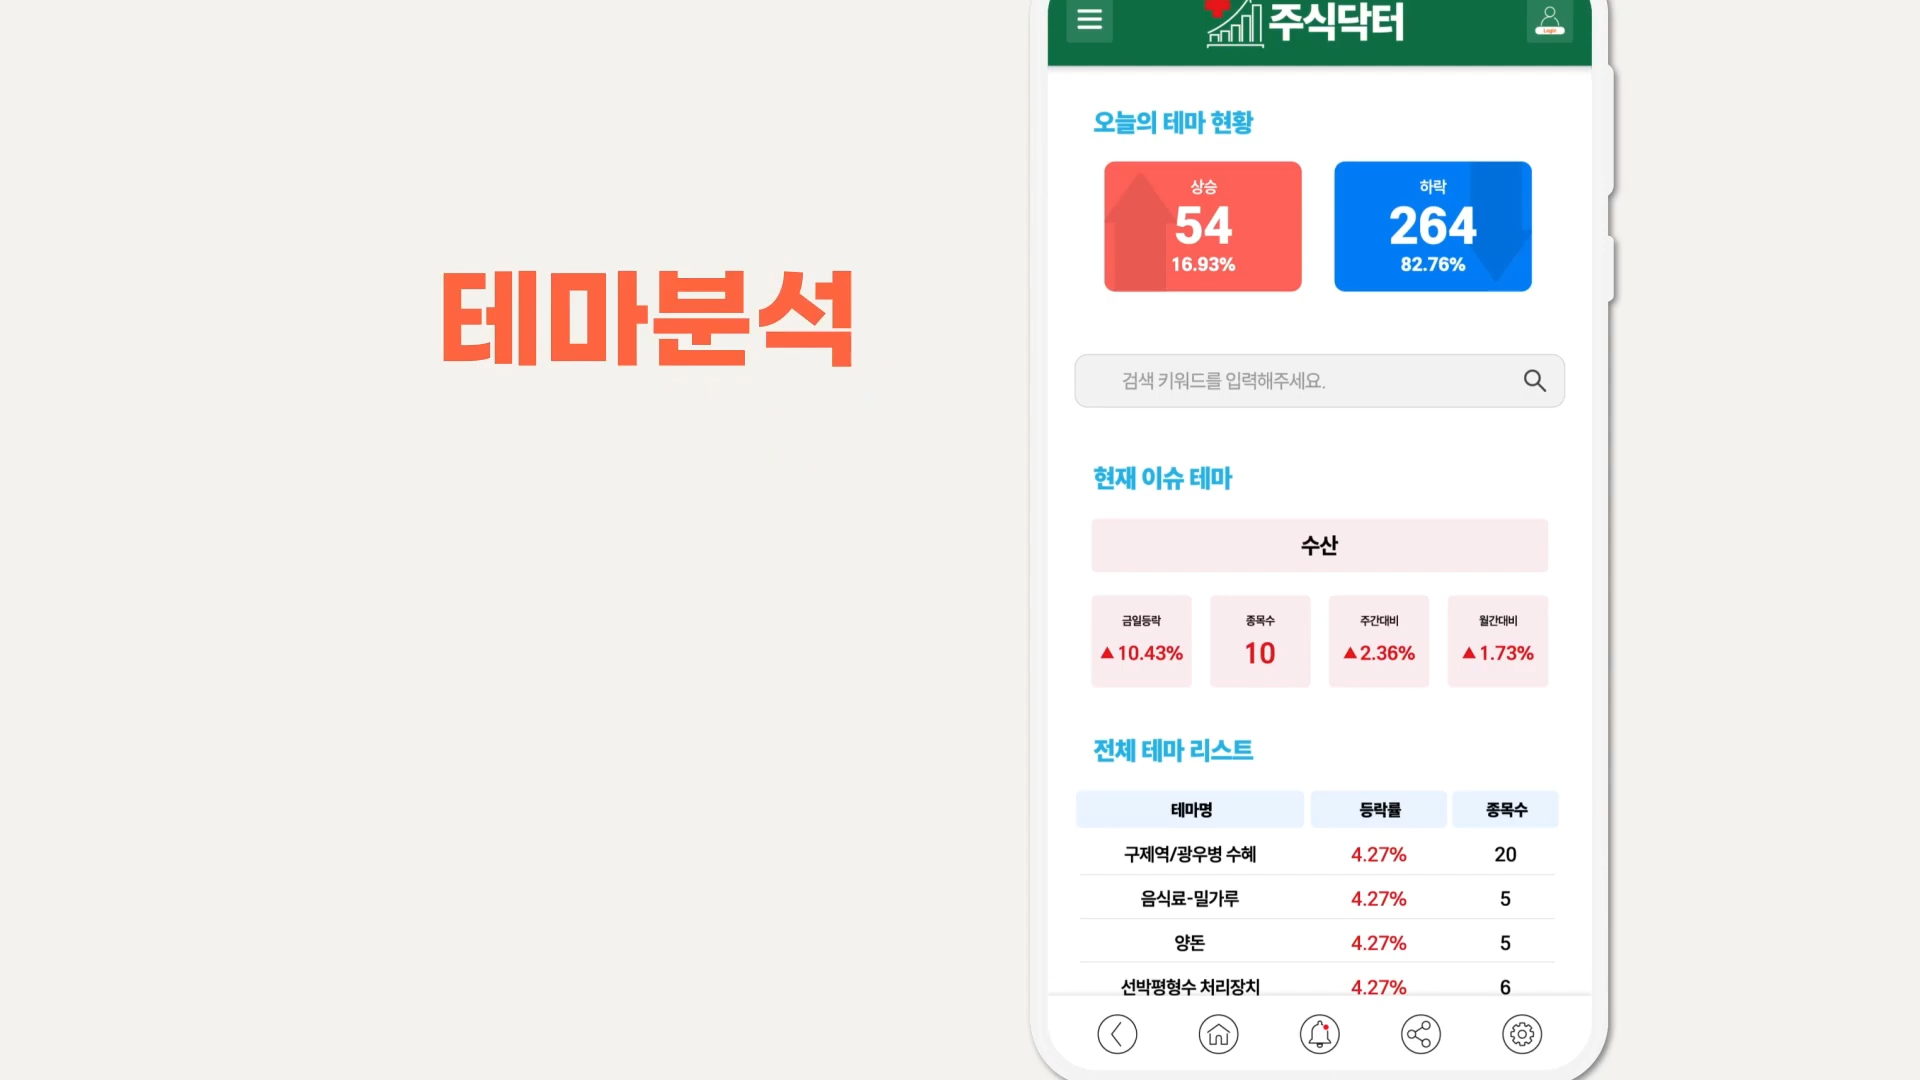 테마분석
주식닥터
Login
오늘의 테마 현황
상승
54
16.93%
하락
264
82.76%
검색 키워드를 입력해주세요.
현재 이슈 테마
수산
금일등락
▲10.43%
종목수
10
주간대비
▲2.36%
월간대비
▲1.73%
전체 테마 리스트
테마명 등락률 종목수
구제역/광우병 수혜 4.27% 20
음식료-밀가루 4.27% 5
양돈 4.27% 5
선박평형수 처리장치 4.27% 6